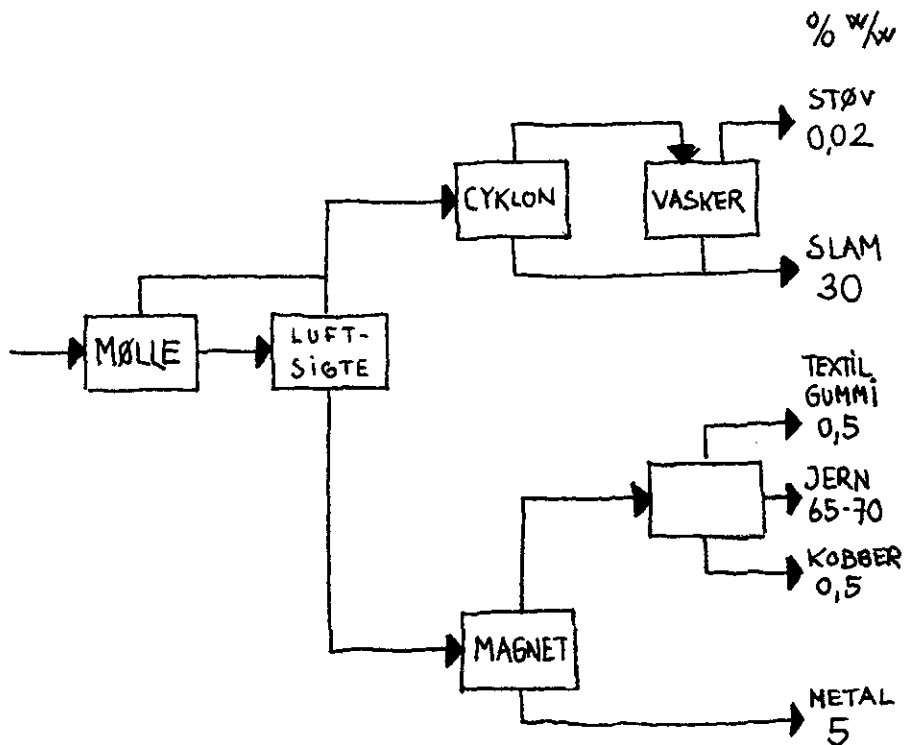 % w/w
STØV
0,02
CYKLON
VASKER
SLAM
30
MØLLE
LUFT-
SiGTE
TEXTiL
GUMMi
0,5
JERN
65-70
KOBBER
0,5
MAGNET
METAL
5